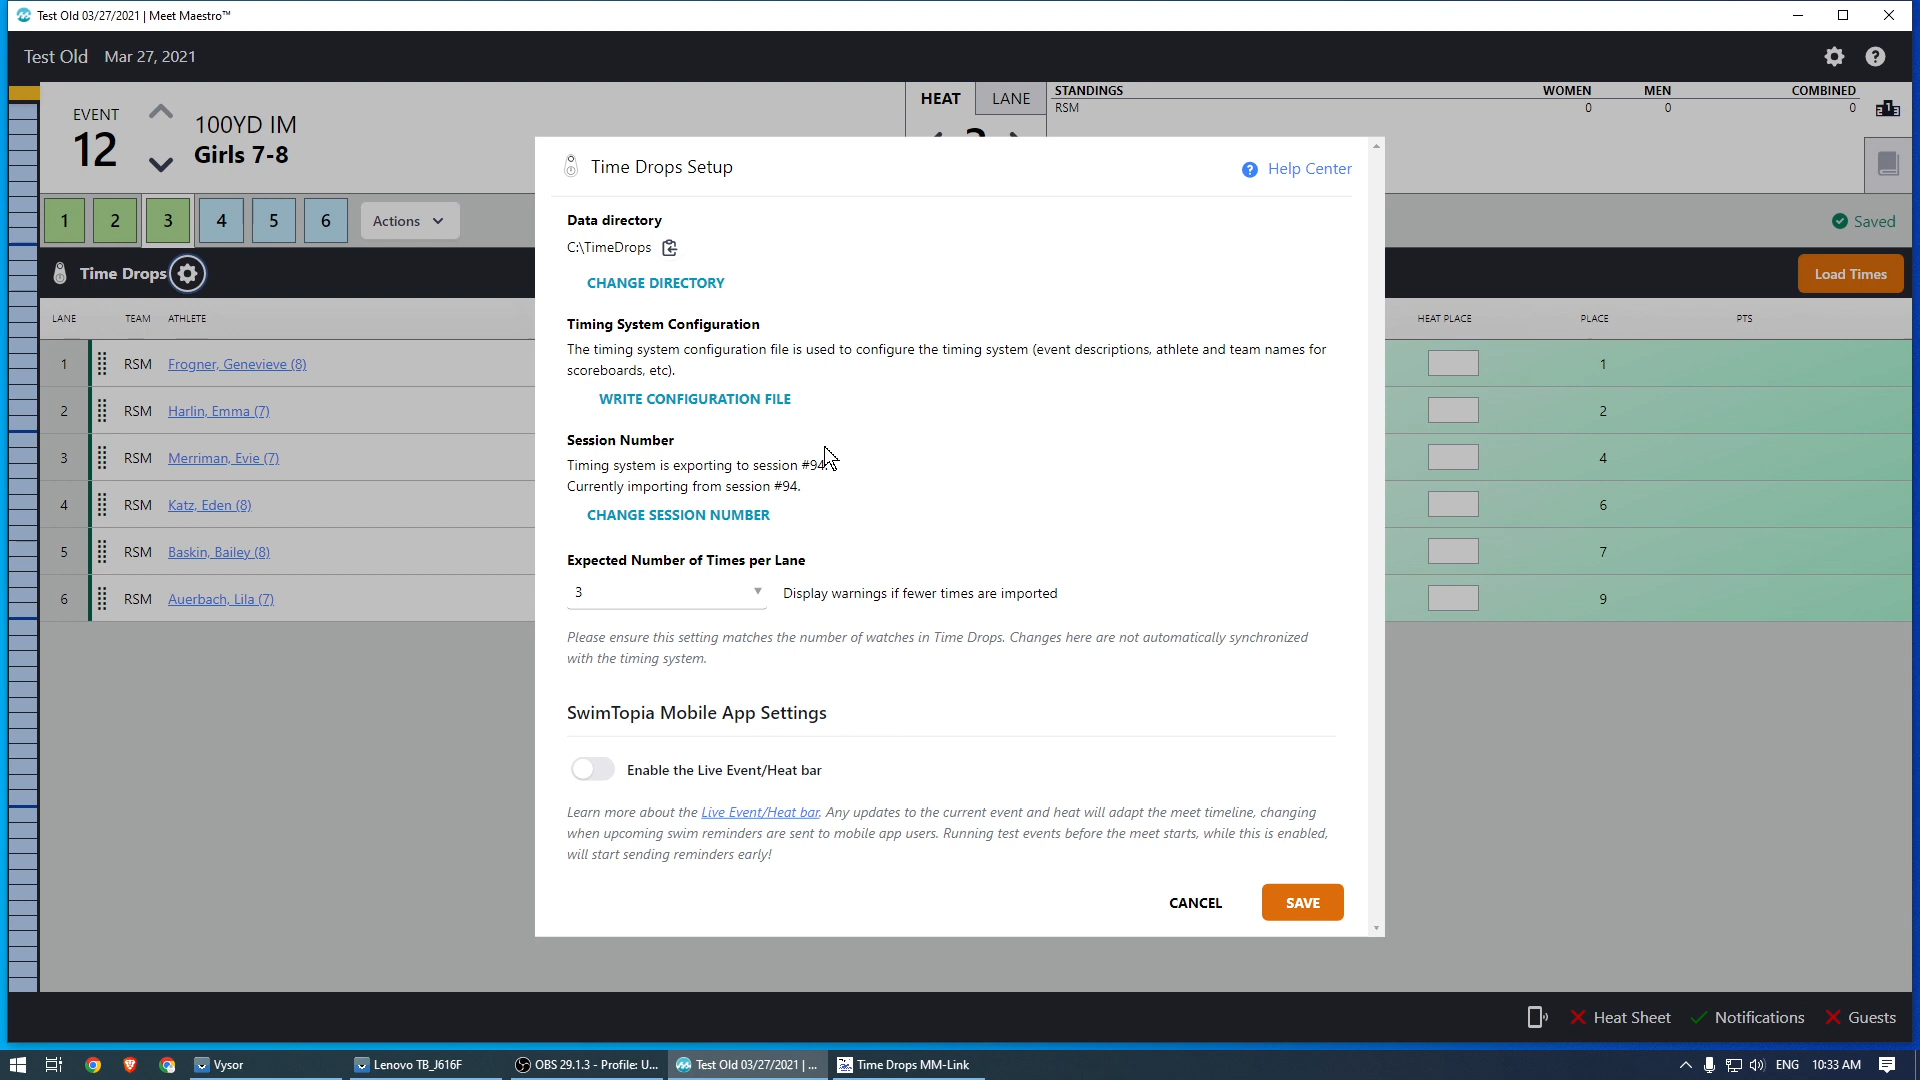 Test Old 03/27/2021 | Meet Maestro™
Test Old Mar 27, 2021
EVENT
12
100YD IM
Girls 7-8
HEAT LANE
STANDINGS WOMEN MEN COMBINED
RSM 0 0 0
1 2 3 4 5 6 Actions
Saved
Time Drops
Load Times
LANE TEAM ATHLETE HEAT PLACE PLACE PTS
1 RSM Frogner, Genevieve (8) 1
2 RSM Harlin, Emma (7) 2
3 RSM Merriman, Evie (7) 4
4 RSM Katz, Eden (8) 6
5 RSM Baskin, Bailey (8) 7
6 RSM Auerbach, Lila (7) 9
Time Drops Setup
Help Center
Data directory
C:\TimeDrops
CHANGE DIRECTORY
Timing System Configuration
The timing system configuration file is used to configure the timing system (event descriptions, athlete and team names for
scoreboards, etc).
WRITE CONFIGURATION FILE
Session Number
Timing system is exporting to session #94.
Currently importing from session #94.
CHANGE SESSION NUMBER
Expected Number of Times per Lane
3 Display warnings if fewer times are imported
Please ensure this setting matches the number of watches in Time Drops. Changes here are not automatically synchronized
with the timing system.
SwimTopia Mobile App Settings
Enable the Live Event/Heat bar
Learn more about the Live Event/Heat bar. Any updates to the current event and heat will adapt the meet timeline, changing
when upcoming swim reminders are sent to mobile app users. Running test events before the meet starts, while this is enabled,
will start sending reminders early!
CANCEL SAVE
Heat Sheet Notifications Guests
Vysor Lenovo TB_J616F OBS 29.1.3 - Profile: U... Test Old 03/27/2021 | ... Time Drops MM-Link ENG 10:33 AM